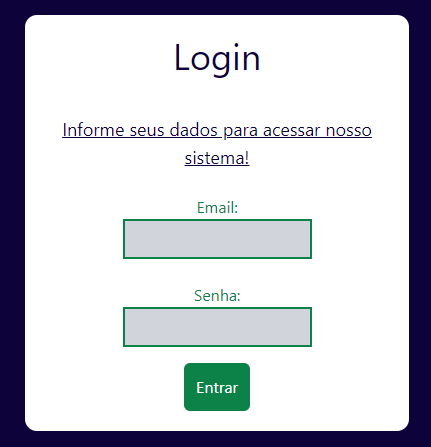 Login
Informe seus dados para acessar nosso
sistema!
Email:
Senha:
Entrar